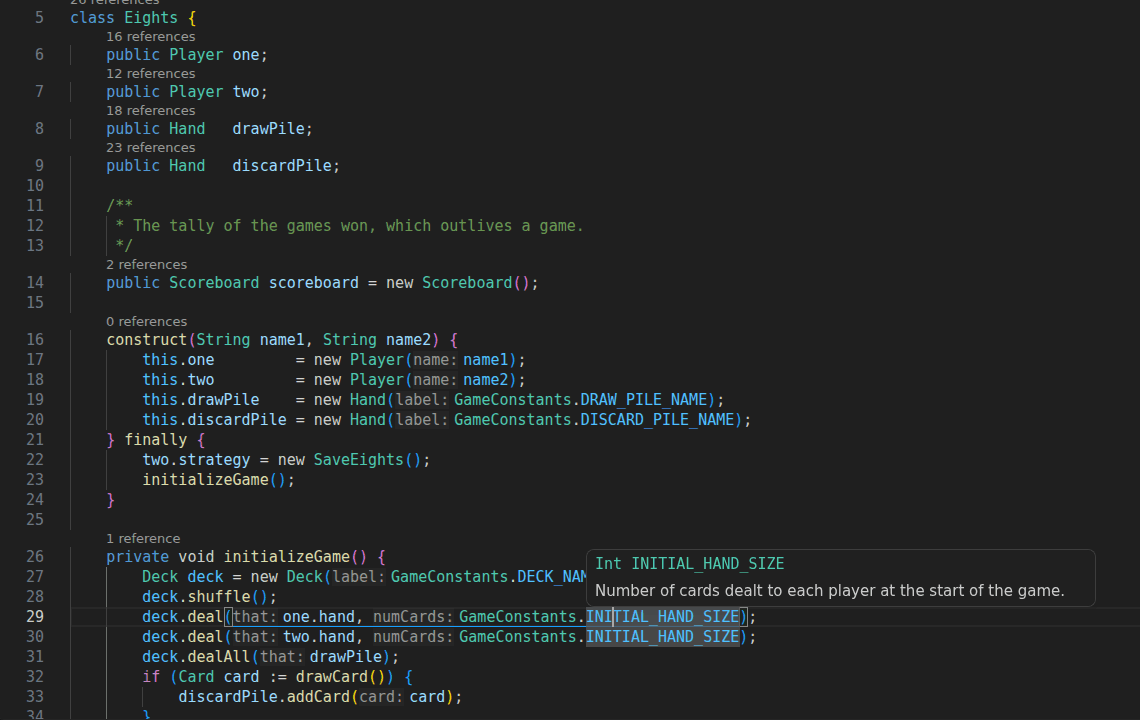 26 references
5 class Eights {
16 references
6 public Player one;
12 references
7 public Player two;
18 references
8 public Hand   drawPile;
23 references
9 public Hand   discardPile;
10
11 /**
12  * The tally of the games won, which outlives a game.
13  */
2 references
14 public Scoreboard scoreboard = new Scoreboard();
15
0 references
16 construct(String name1, String name2) {
17 this.one         = new Player(name: name1);
18 this.two         = new Player(name: name2);
19 this.drawPile    = new Hand(label: GameConstants.DRAW_PILE_NAME);
20 this.discardPile = new Hand(label: GameConstants.DISCARD_PILE_NAME);
21 } finally {
22 two.strategy = new SaveEights();
23 initializeGame();
24 }
25
1 reference
26 private void initializeGame() {
Int INITIAL_HAND_SIZE
Number of cards dealt to each player at the start of the game.
27 Deck deck = new Deck(label: GameConstants.DECK_NAM
28 deck.shuffle();
29 deck.deal(that: one.hand, numCards: GameConstants.INITIAL_HAND_SIZE);
30 deck.deal(that: two.hand, numCards: GameConstants.INITIAL_HAND_SIZE);
31 deck.dealAll(that: drawPile);
32 if (Card card := drawCard()) {
33 discardPile.addCard(card: card);
34 }